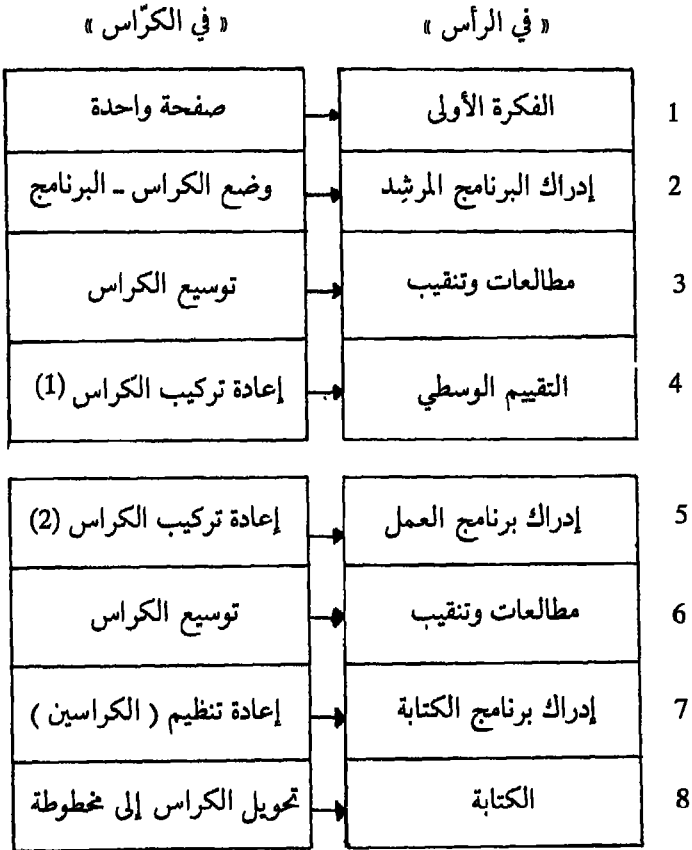 « في الرأس » « في الكرّاس »
1 الفكرة الأولى صفحة واحدة
2 إدراك البرنامج المرشِد وضع الكراس ــ البرنامج
3 مطالعات وتنقيب توسيع الكراس
4 التقييم الوسطي إعادة تركيب الكراس (1)
5 إدراك برنامج العمل إعادة تركيب الكراس (2)
6 مطالعات وتنقيب توسيع الكراس
7 إدراك برنامج الكتابة إعادة تنظيم ( الكراسين )
8 الكتابة تحويل الكراس إلى مخطوطة